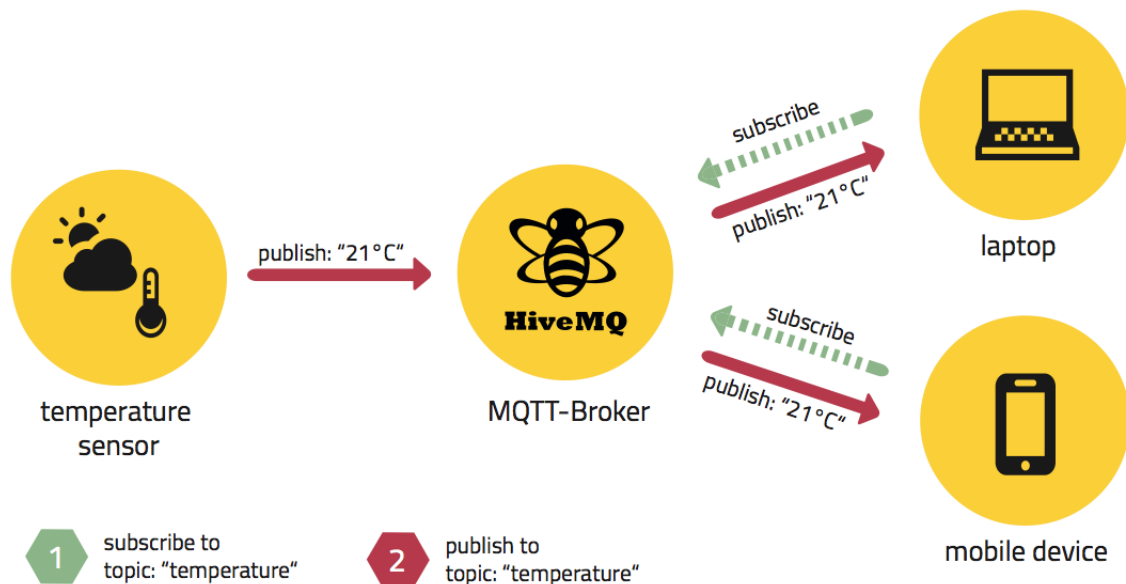 subscribe
publish: “21°C“
laptop
publish: “21°C“
HiveMQ
MQTT-Broker
temperature
sensor
subscribe
publish: “21°C“
mobile device
1
subscribe to
topic: “temperature“
2
publish to
topic: “temperature“